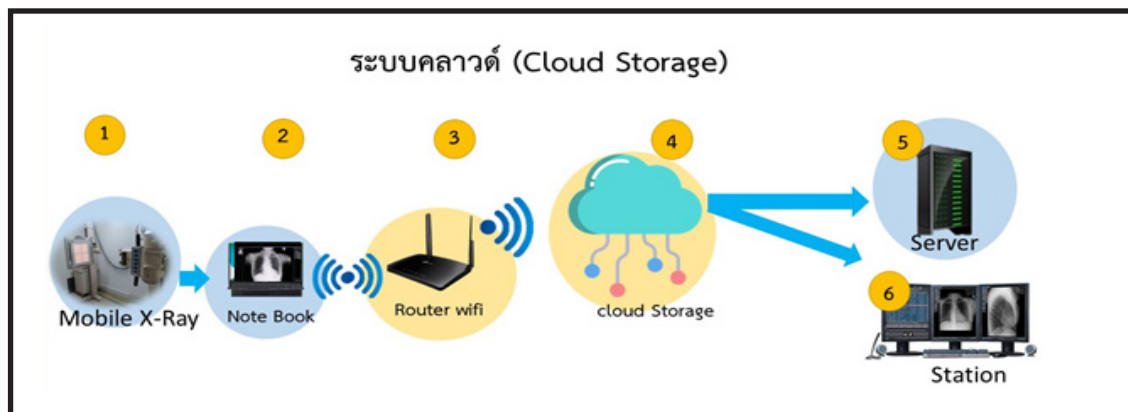 ระบบคลาวด์ (Cloud Storage)
1
2
3
4
5
6
Mobile X-Ray
Note Book
Router wifi
cloud Storage
Server
Station